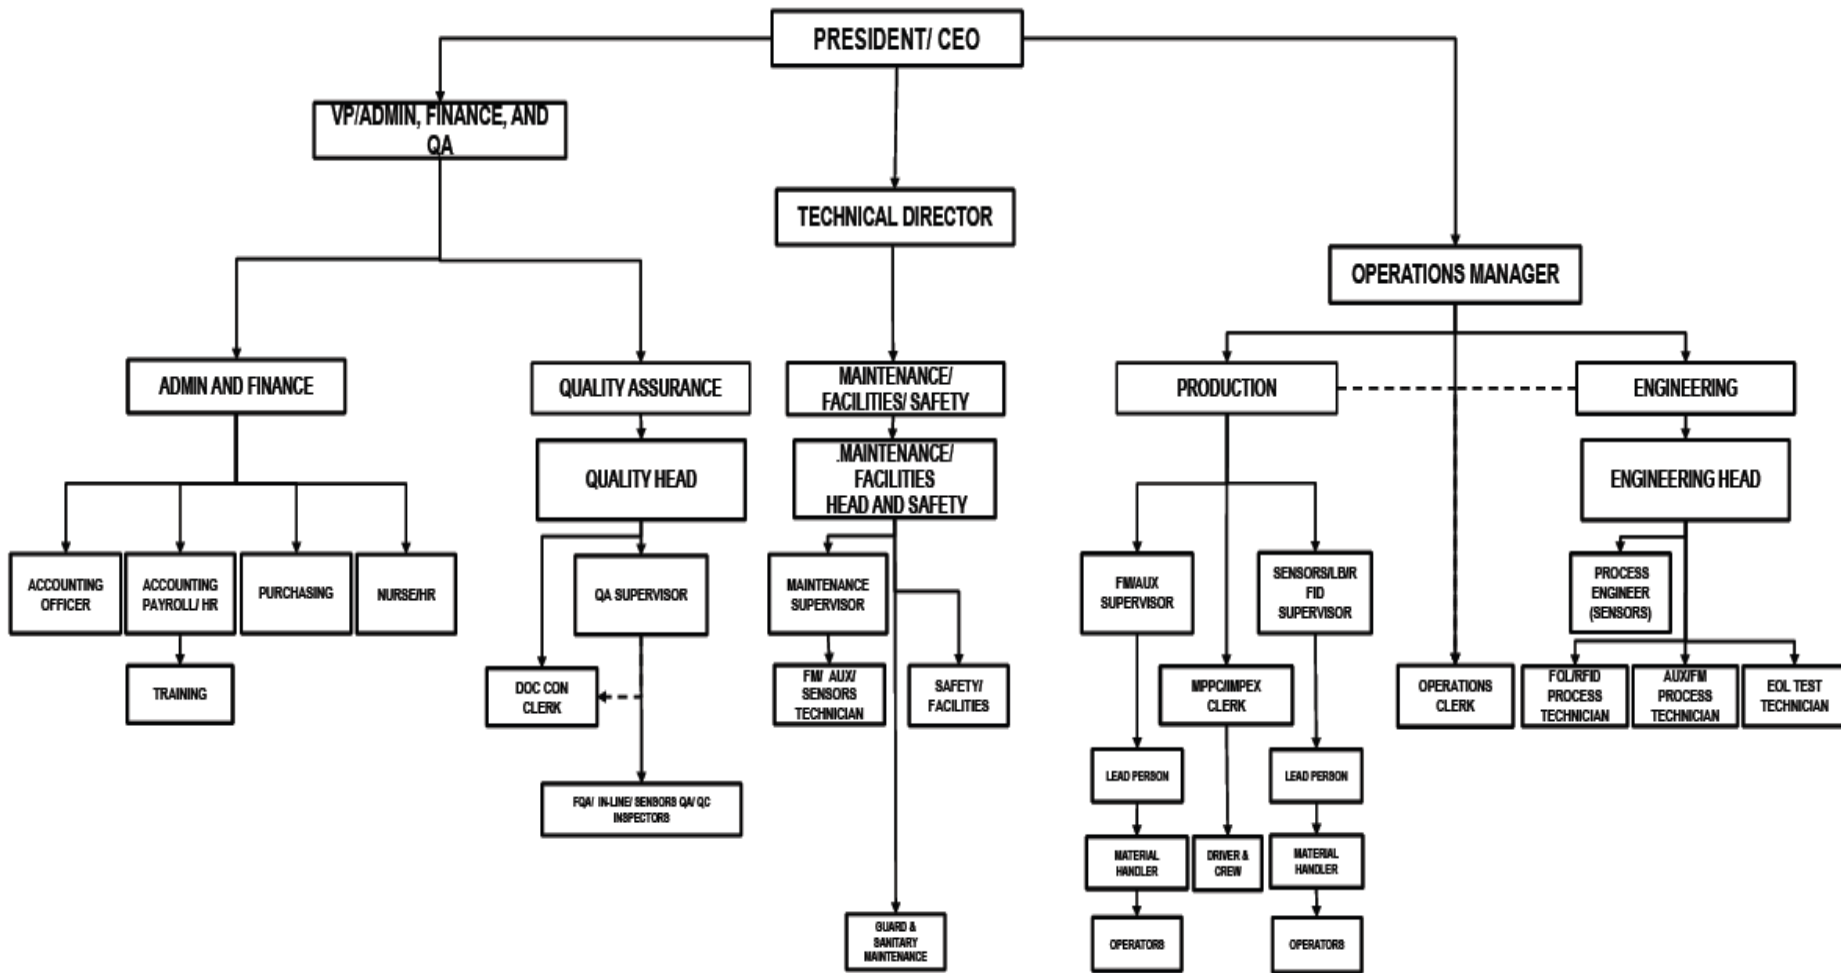 PRESIDENT/ CEO
VP/ADMIN, FINANCE, AND
QA
TECHNICAL DIRECTOR
OPERATIONS MANAGER
ADMIN AND FINANCE
QUALITY ASSURANCE
MAINTENANCE/
FACILITIES/ SAFETY
PRODUCTION
ENGINEERING
QUALITY HEAD
.MAINTENANCE/
FACILITIES
HEAD AND SAFETY
ENGINEERING HEAD
ACCOUNTING
OFFICER
ACCOUNTING
PAYROLL/ HR
PURCHASING
NURSE/HR
QA SUPERVISOR
MAINTENANCE
SUPERVISOR
FM/AUX
SUPERVISOR
SENSORS/LB/R
FID
SUPERVISOR
PROCESS
ENGINEER
(SENSORS)
TRAINING
DOC CON
CLERK
FM/ AUX/
SENSORS
TECHNICIAN
SAFETY/
FACILITIES
MPPC/IMPEX
CLERK
OPERATIONS
CLERK
FOL/RFID
PROCESS
TECHNICIAN
AUX/FM
PROCESS
TECHNICIAN
EOL TEST
TECHNICIAN
LEAD PERSON
LEAD PERSON
FQA/ IN-LINE/ SENSORS QA/ QC
INSPECTORS
MATERIAL
HANDLER
DRIVER &
CREW
MATERIAL
HANDLER
GUARD &
SANITARY
MAINTENANCE
OPERATORS
OPERATORS